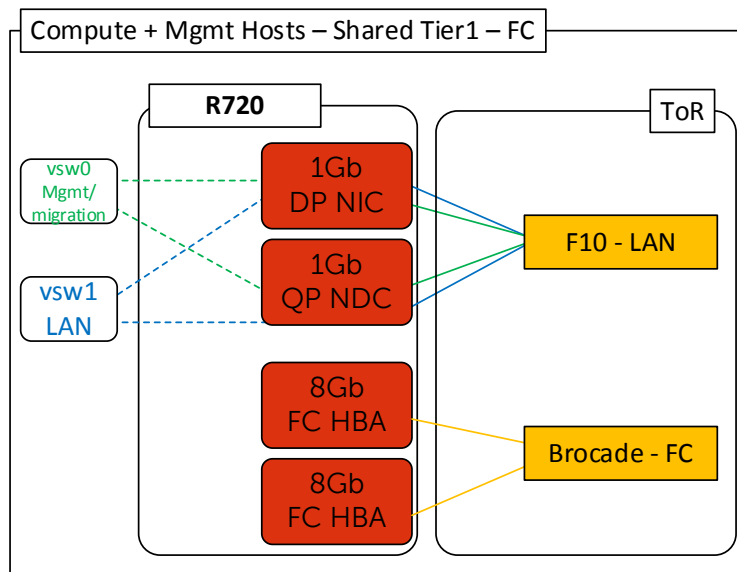 Compute + Mgmt Hosts – Shared Tier1 – FC
R720
ToR
vsw0
Mgmt/
migration
1Gb
DP NIC
F10 - LAN
vsw1
LAN
1Gb
QP NDC
8Gb
FC HBA
Brocade - FC
8Gb
FC HBA